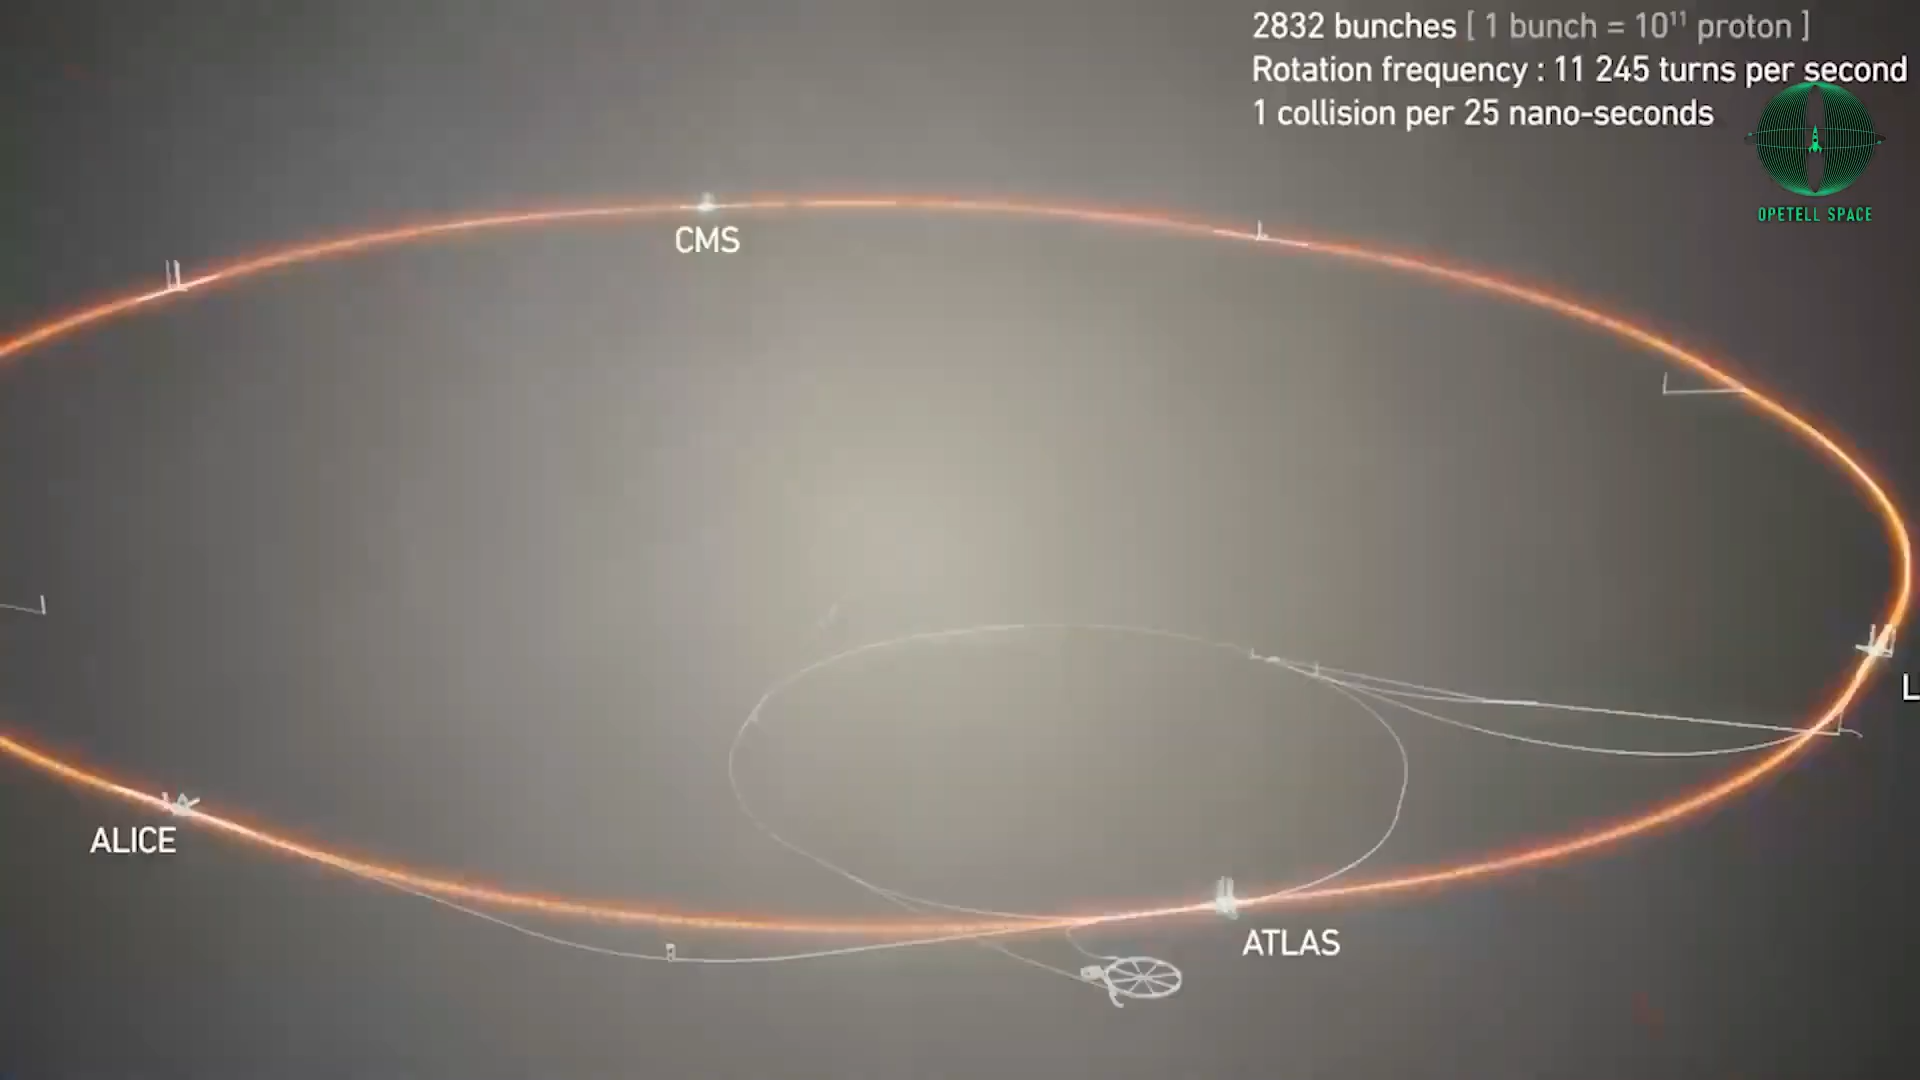 2832 bunches [ 1 bunch = 10¹¹ proton ]
Rotation frequency : 11 245 turns per second
1 collision per 25 nano-seconds
OPETELL SPACE
CMS
L
ALICE
ATLAS